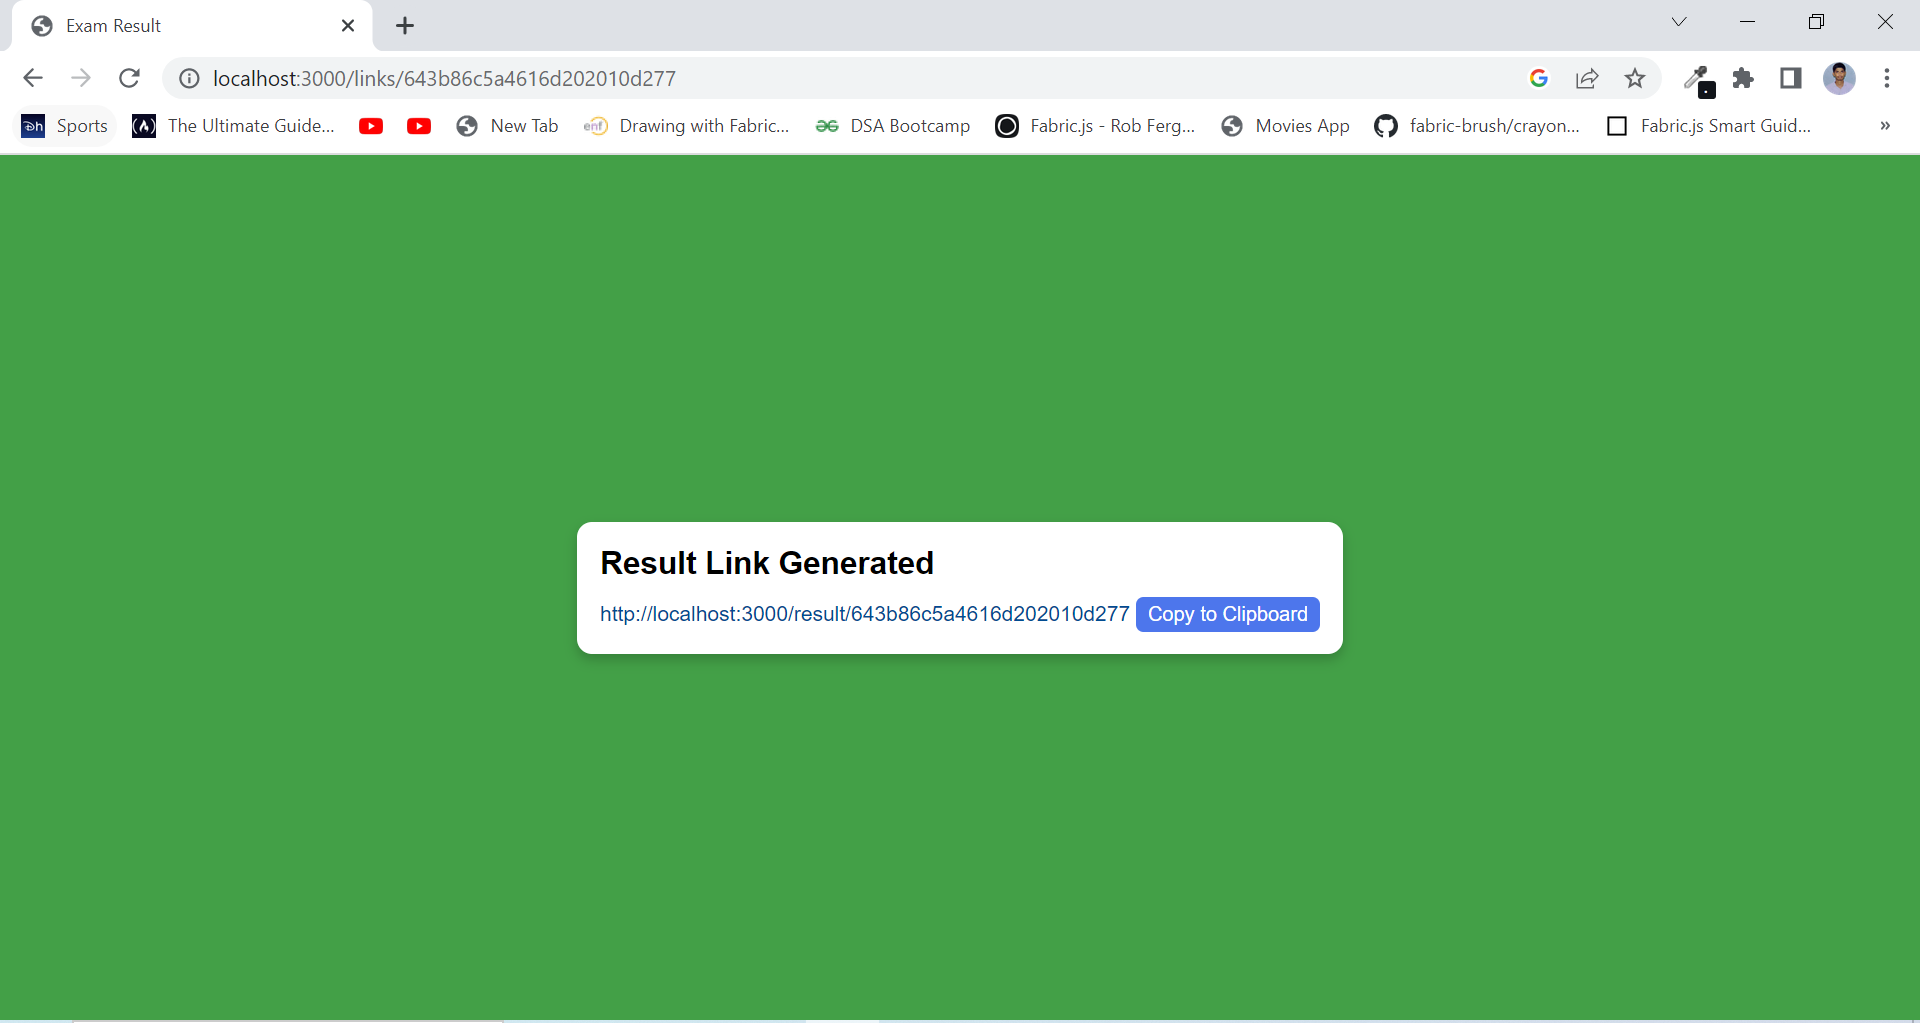 Exam Result
localhost:3000/links/643b86c5a4616d202010d277
Dh Sports The Ultimate Guide... New Tab enf Drawing with Fabric... DSA Bootcamp Fabric.js - Rob Ferg... Movies App fabric-brush/crayon... Fabric.js Smart Guid... »
Result Link Generated
http://localhost:3000/result/643b86c5a4616d202010d277 Copy to Clipboard